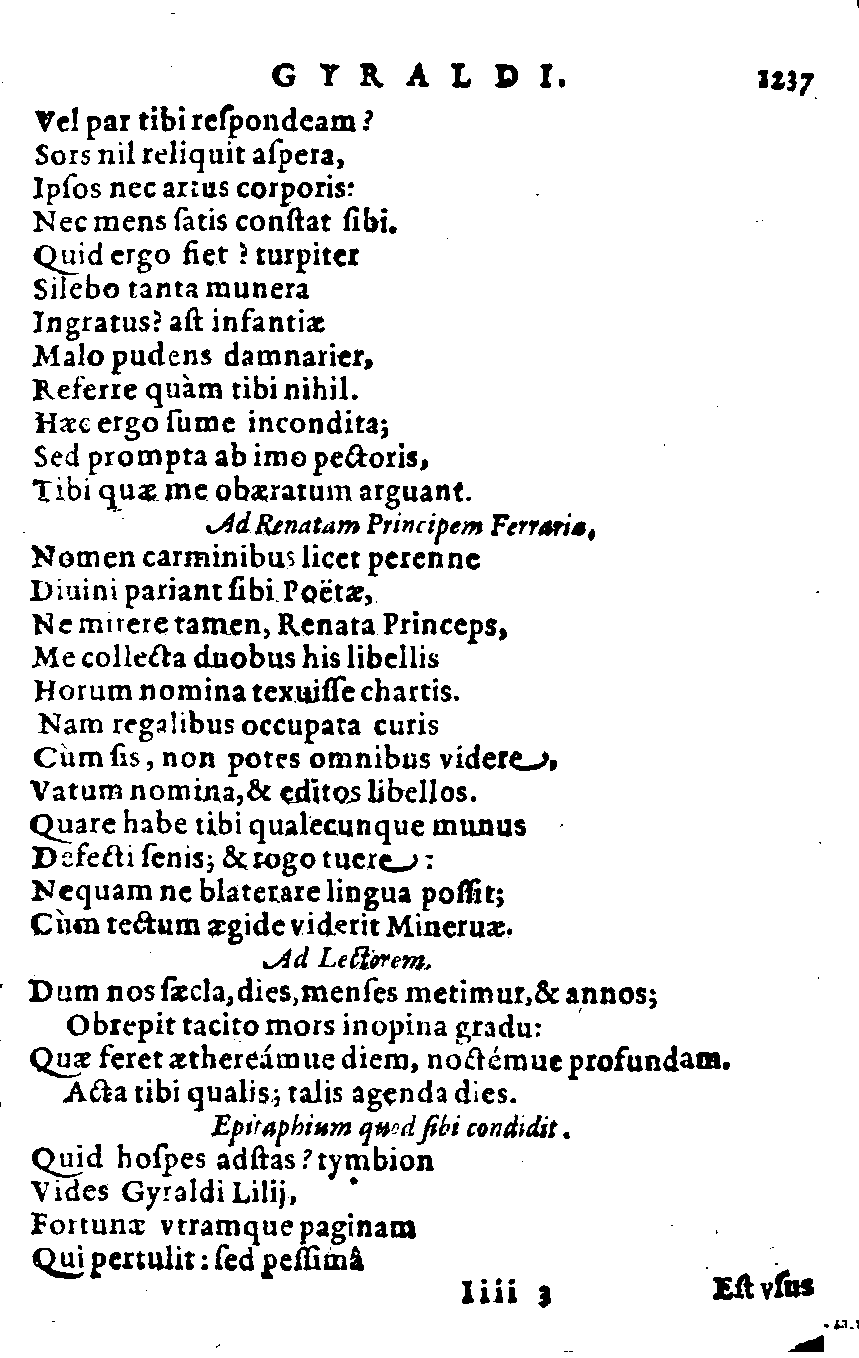 GYRALDI. 1237
Vel par tibi reſpondeam?
Sors nil reliquit aſpera,
Ipſos nec artus corporis:
Nec mens ſatis conſtat ſibi.
Quid ergo fiet? turpiter
Silebo tanta munera
Ingratus? aſt infantiæ
Malo pudens damnarier,
Referre quàm tibi nihil.
Hæc ergo ſume incondita;
Sed prompta ab imo pectoris,
Tibi quæ me obæratum arguant.
Ad Renatam Principem Ferrariæ,
Nomen carminibus licet perenne
Diuini pariant ſibi Poëtæ,
Ne mirere tamen, Renata Princeps,
Me collecta duobus his libellis
Horum nomina texuiſſe chartis.
Nam regalibus occupata curis
Cùm ſis, non potes omnibus videre,
Vatum nomina, & editos libellos.
Quare habe tibi qualecunque munus
Defecti ſenis; & rogo tuere:
Nequam ne blaterare lingua poſſit;
Cùm tectum ægide viderit Mineruæ.
Ad Lectorem.
Dum nos ſæcla, dies, menſes metimur, & annos;
Obrepit tacito mors inopina gradu:
Quæ feret æthereámue diem, noctémue profundam.
Acta tibi qualis; talis agenda dies.
Epitaphium quod ſibi condidit.
Quid hoſpes adſtas? tymbion
Vides Gyraldi Lilij,
Fortunæ vtramque paginam
Qui pertulit: ſed peſſimâ
Iiii 3 Eſt vſus